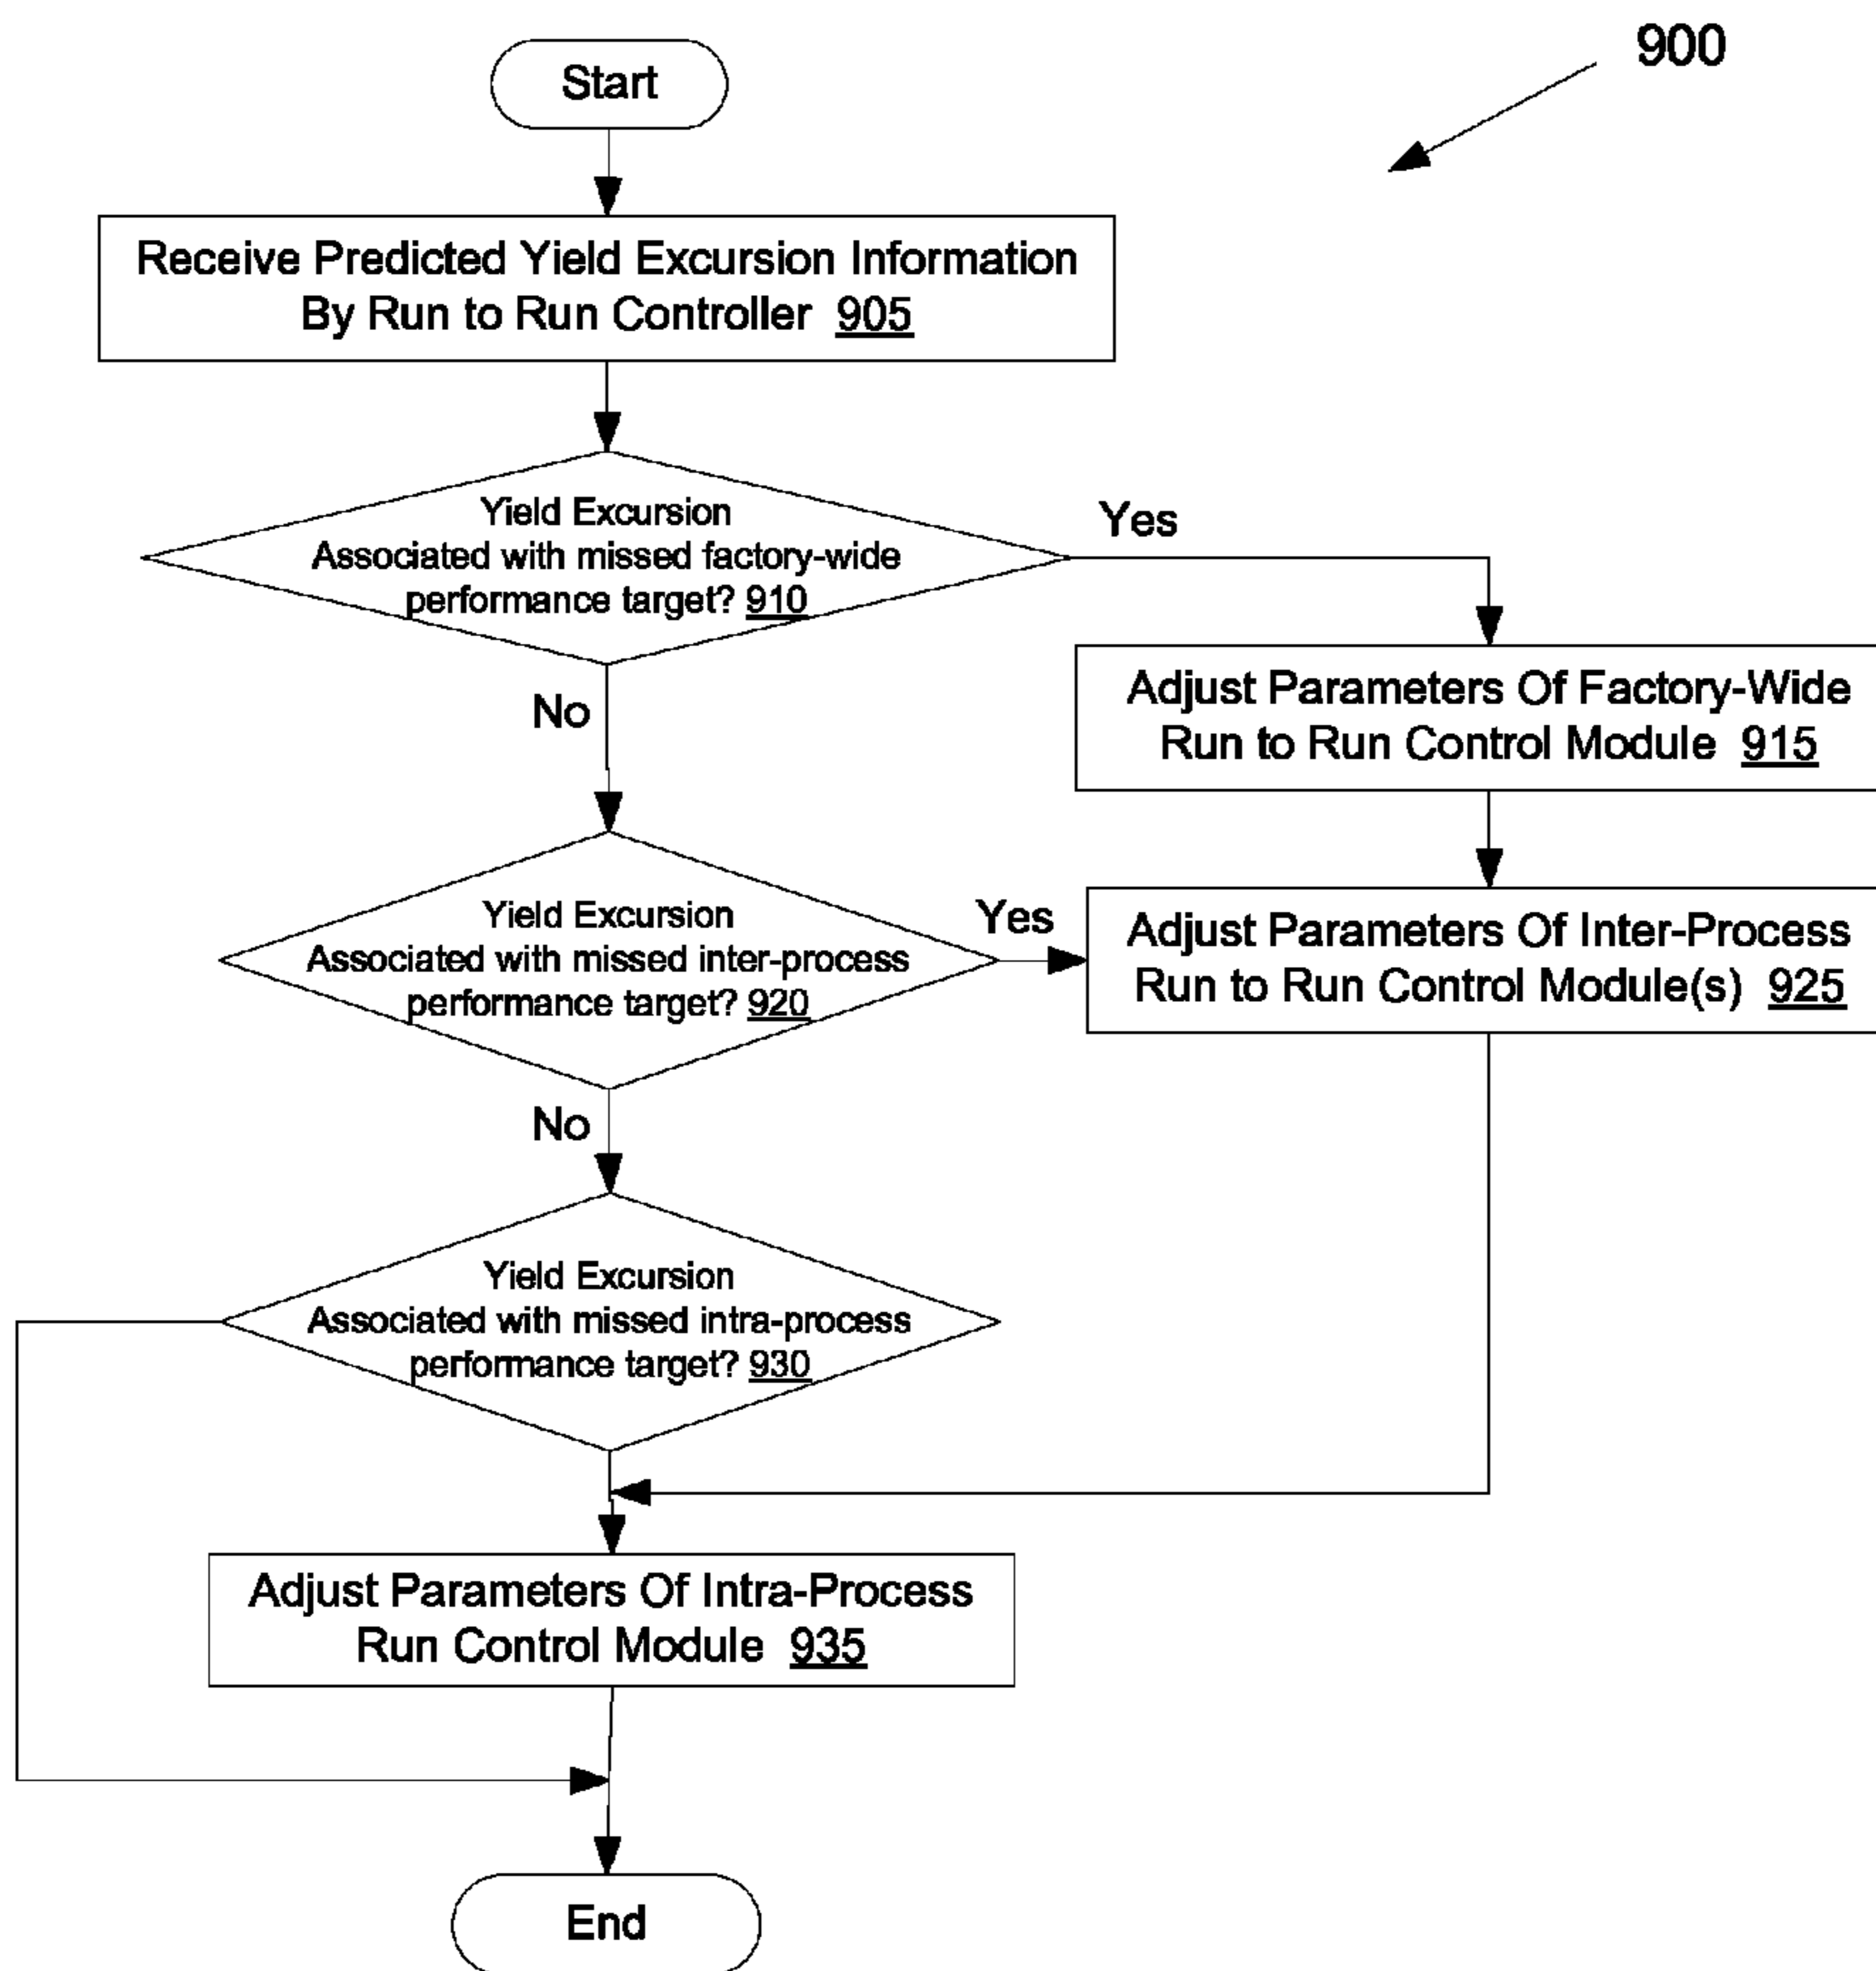 900
Start
Receive Predicted Yield Excursion Information
By Run to Run Controller 905
Yield Excursion
Associated with missed factory-wide
performance target? 910
Yes
No
Adjust Parameters Of Factory-Wide
Run to Run Control Module 915
Yield Excursion
Associated with missed inter-process
performance target? 920
Yes
Adjust Parameters Of Inter-Process
Run to Run Control Module(s) 925
No
Yield Excursion
Associated with missed intra-process
performance target? 930
Adjust Parameters Of Intra-Process
Run Control Module 935
End